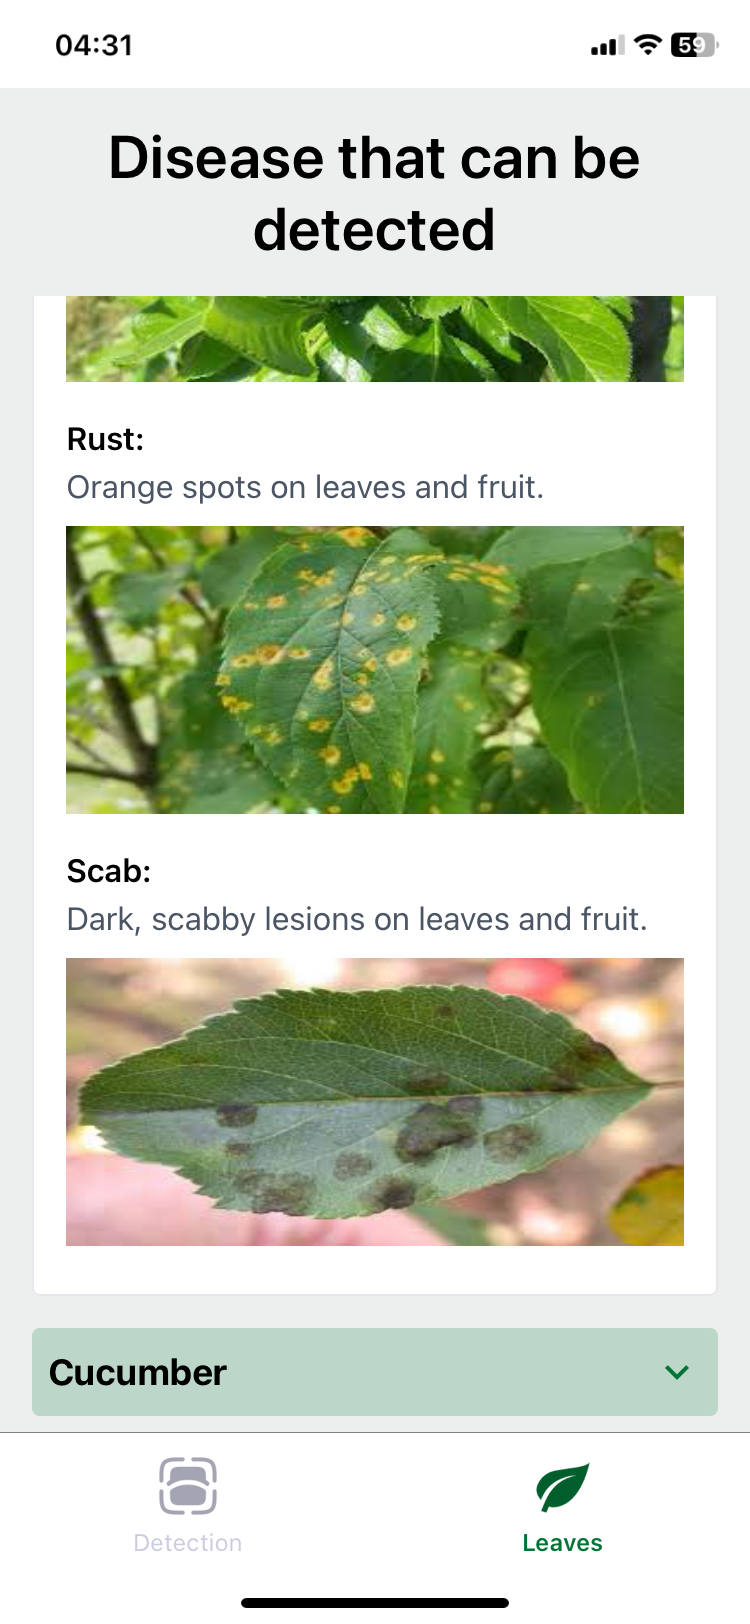 04:31
59
Disease that can be
detected
Rust:
Orange spots on leaves and fruit.
Scab:
Dark, scabby lesions on leaves and fruit.
Cucumber
Detection
Leaves